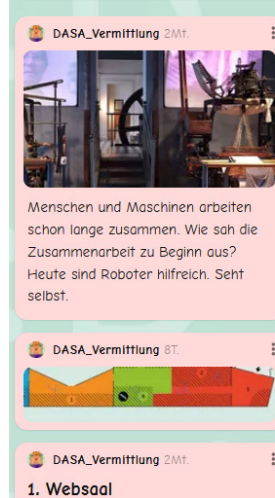 DASA_Vermittlung 2Mt.
Menschen und Maschinen arbeiten
schon lange zusammen. Wie sah die
Zusammenarbeit zu Beginn aus?
Heute sind Roboter hilfreich. Seht
selbst.
DASA_Vermittlung 8T.
DASA_Vermittlung 2Mt.
1. Websaal